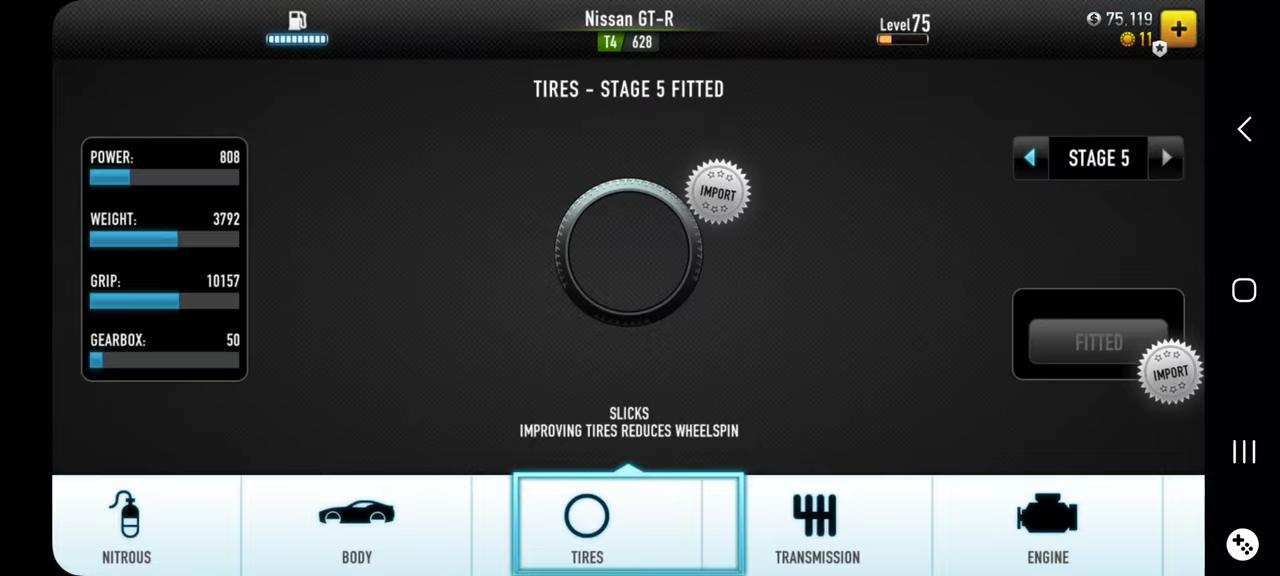 Nissan GT-R
T4 628
Level 75
75,119
11
TIRES - STAGE 5 FITTED
POWER: 808
WEIGHT: 3792
GRIP: 10157
GEARBOX: 50
IMPORT
STAGE 5
FITTED
IMPORT
SLICKS
IMPROVING TIRES REDUCES WHEELSPIN
NITROUS
BODY
TIRES
TRANSMISSION
ENGINE